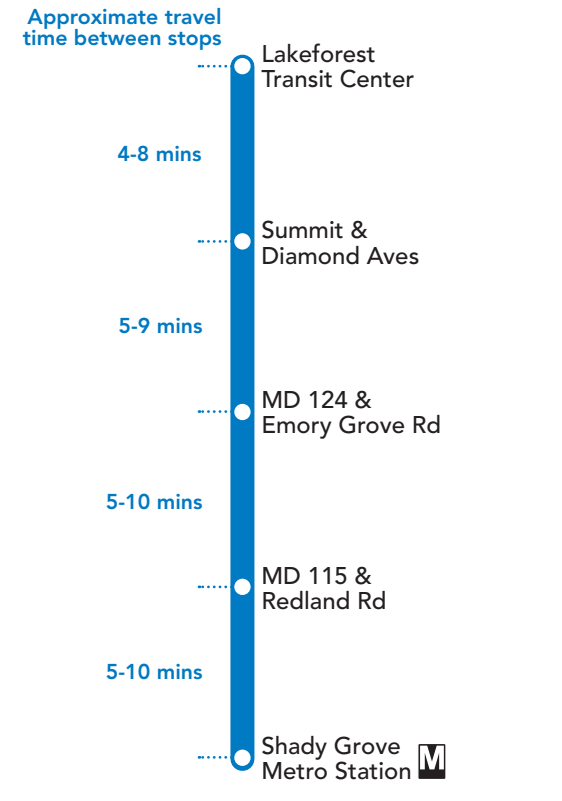 Approximate travel
time between stops
Lakeforest
Transit Center
4-8 mins
Summit &
Diamond Aves
5-9 mins
MD 124 &
Emory Grove Rd
5-10 mins
MD 115 &
Redland Rd
5-10 mins
Shady Grove
Metro Station M